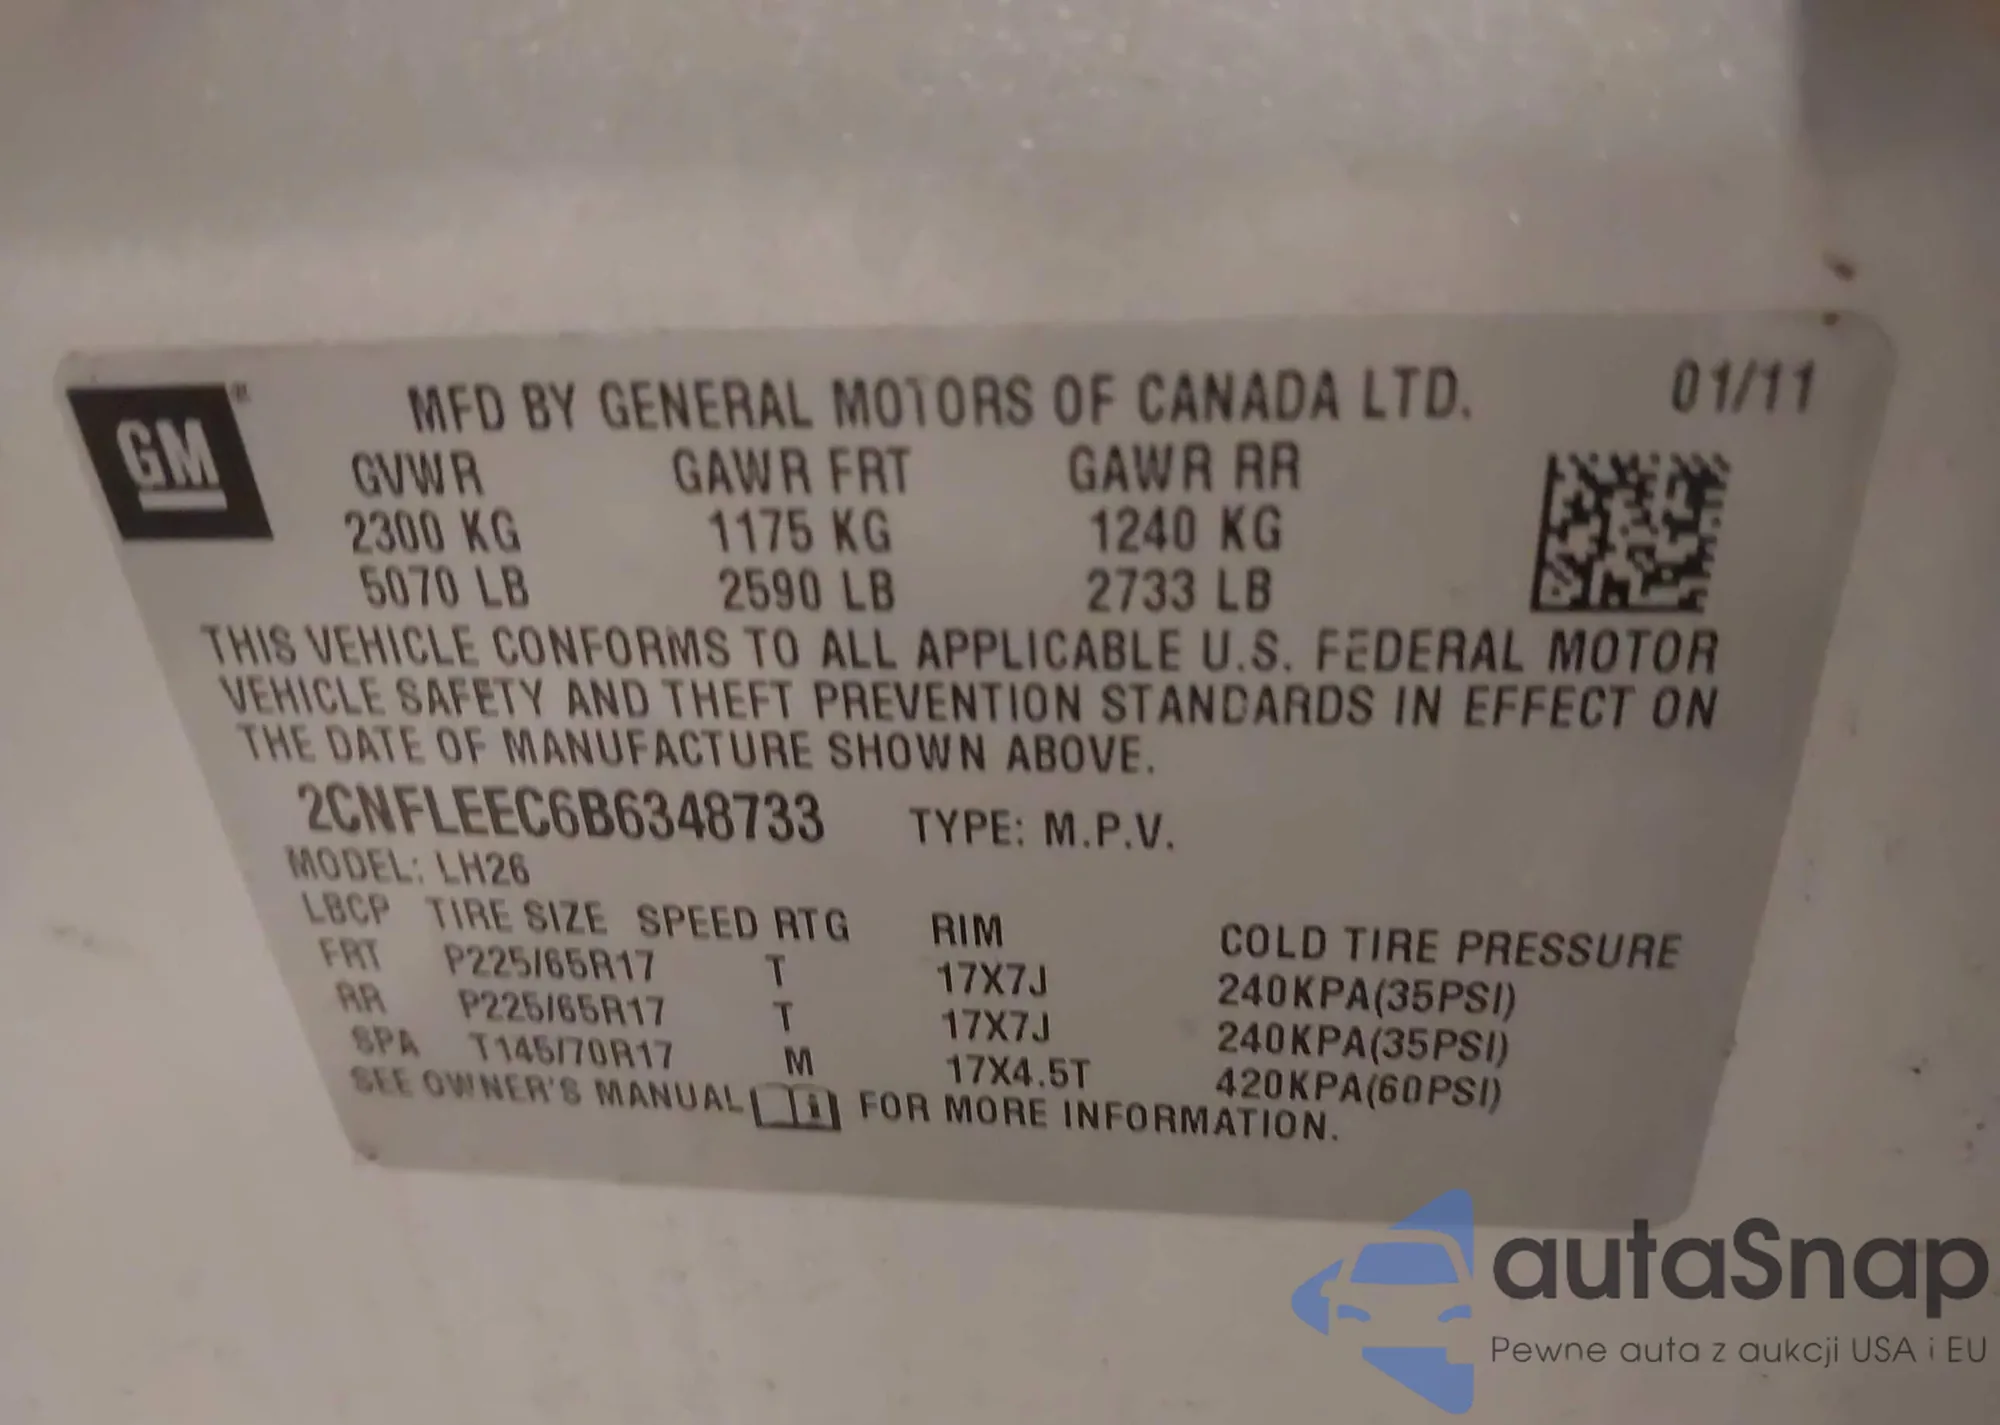 GM®
MFD BY GENERAL MOTORS OF CANADA LTD. 01/11
GVWR GAWR FRT GAWR RR
2300 KG 1175 KG 1240 KG
5070 LB 2590 LB 2733 LB
THIS VEHICLE CONFORMS TO ALL APPLICABLE U.S. FEDERAL MOTOR
VEHICLE SAFETY AND THEFT PREVENTION STANDARDS IN EFFECT ON
THE DATE OF MANUFACTURE SHOWN ABOVE.
2CNFLEEC6B6348733 TYPE: M.P.V.
MODEL: LH26
LBCP TIRE SIZE SPEED RTG RIM COLD TIRE PRESSURE
FRT P225/65R17 T 17X7J 240KPA(35PSI)
RR P225/65R17 T 17X7J 240KPA(35PSI)
SPA T145/70R17 M 17X4.5T 420KPA(60PSI)
SEE OWNER'S MANUAL FOR MORE INFORMATION.
autaSnap
Pewne auta z aukcji USA i EU